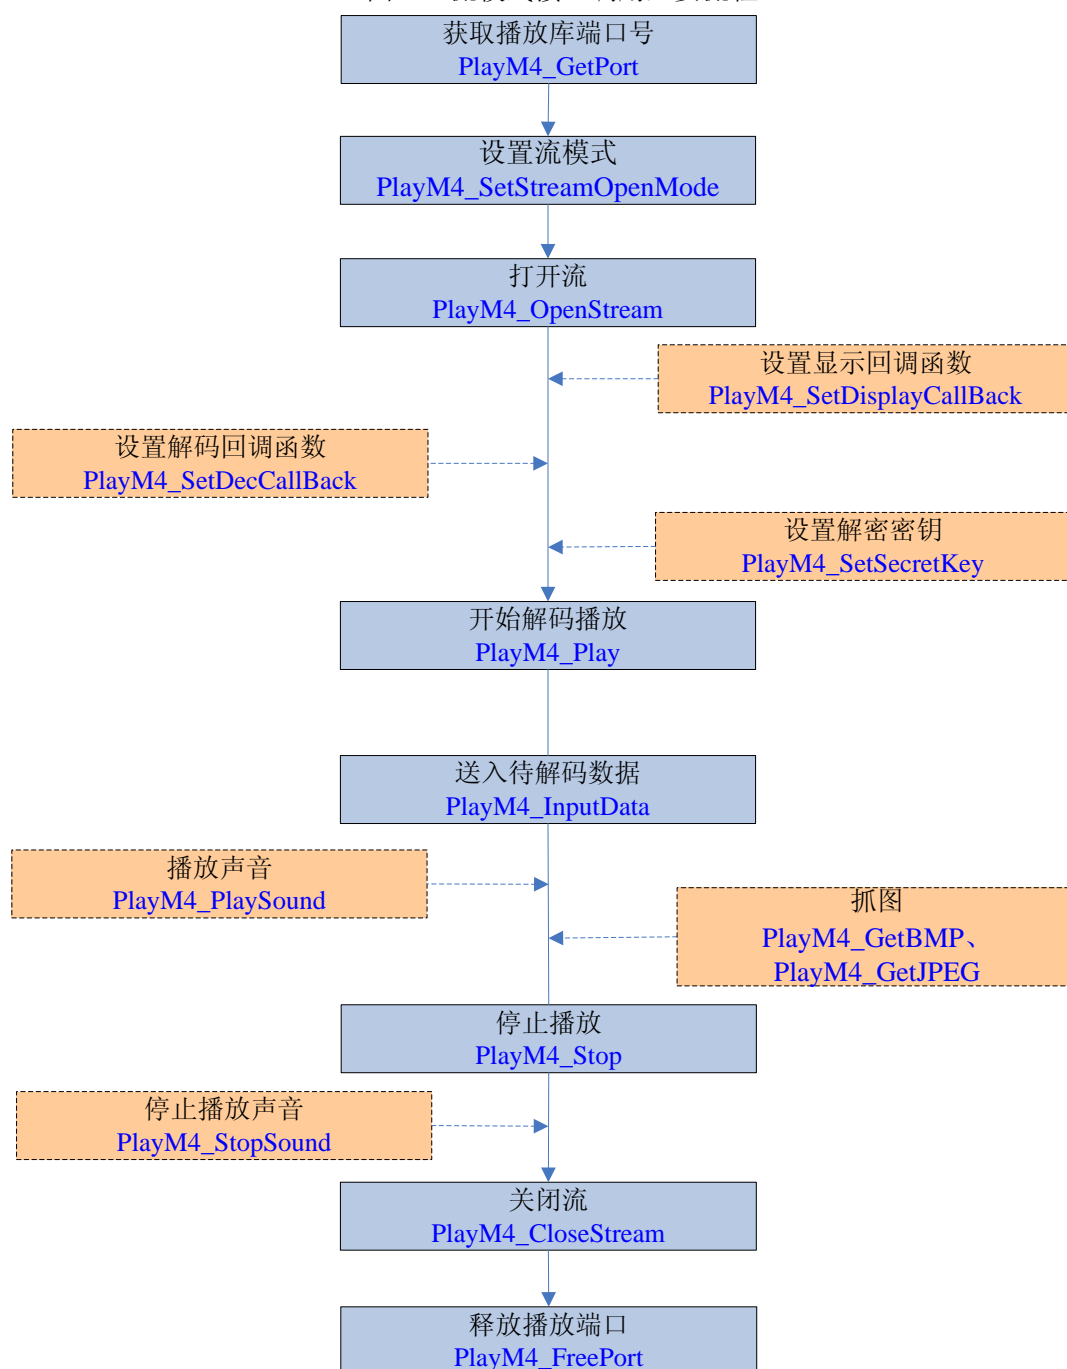 获取播放库端口号
PlayM4_GetPort
设置流模式
PlayM4_SetStreamOpenMode
打开流
PlayM4_OpenStream
设置显示回调函数
PlayM4_SetDisplayCallBack
设置解码回调函数
PlayM4_SetDecCallBack
设置解密密钥
PlayM4_SetSecretKey
开始解码播放
PlayM4_Play
送入待解码数据
PlayM4_InputData
播放声音
PlayM4_PlaySound
抓图
PlayM4_GetBMP、
PlayM4_GetJPEG
停止播放
PlayM4_Stop
停止播放声音
PlayM4_StopSound
关闭流
PlayM4_CloseStream
释放播放端口
PlayM4_FreePort